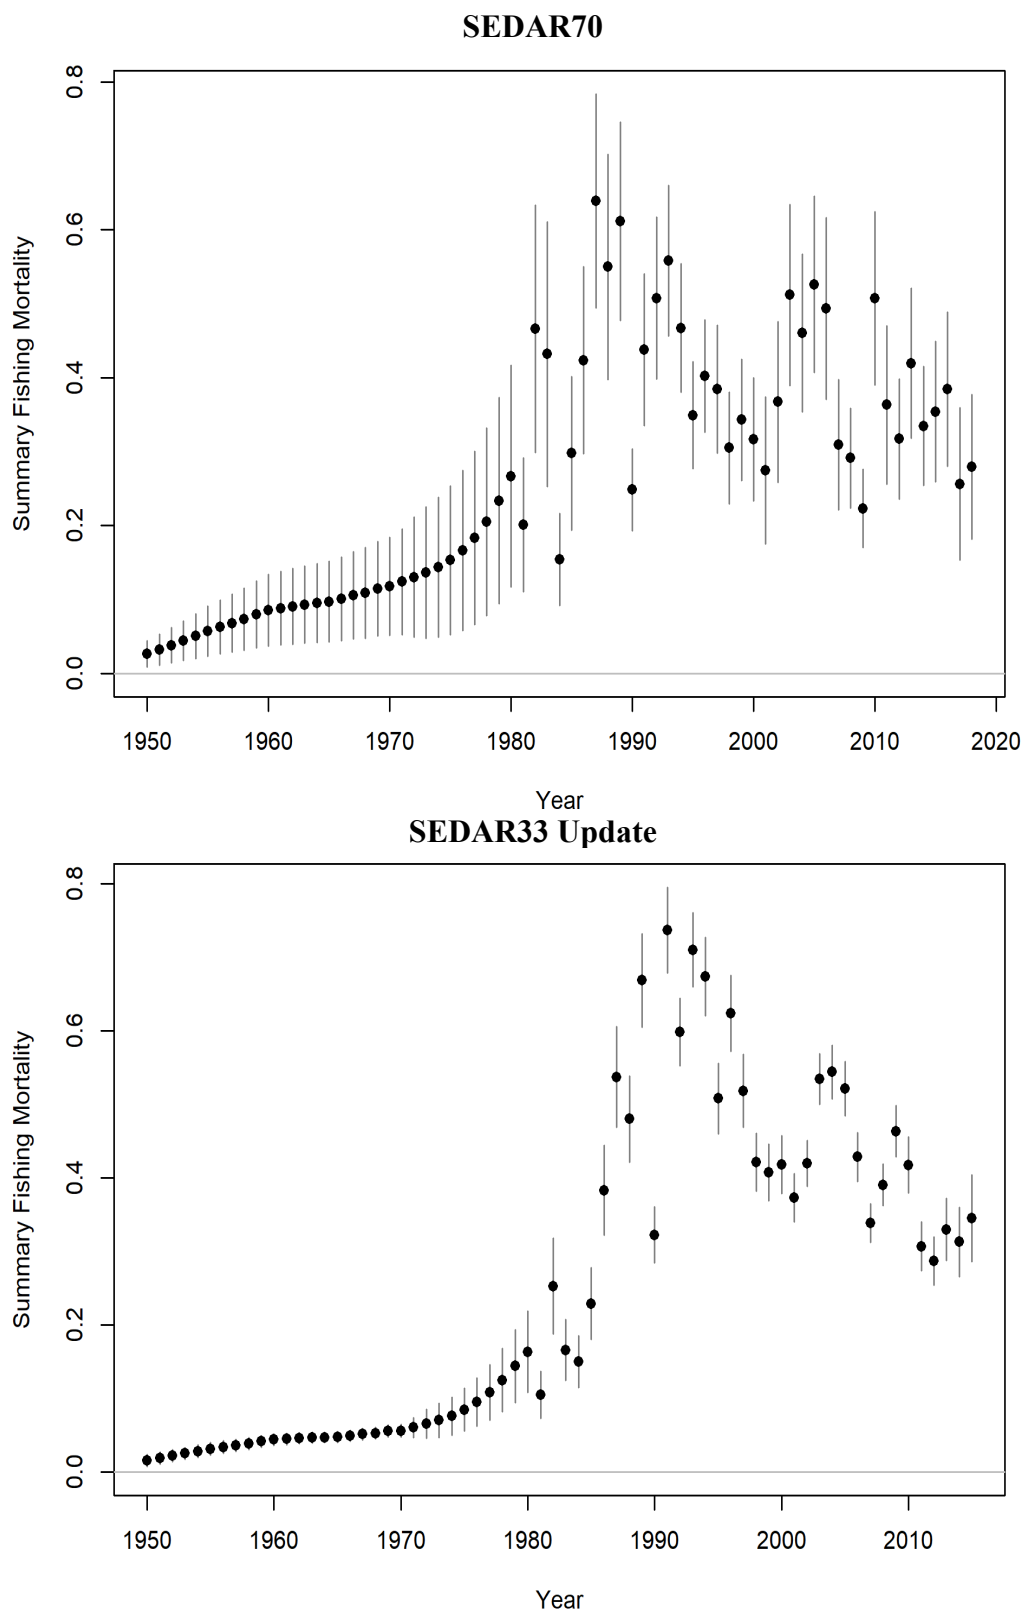 SEDAR70
Summary Fishing Mortality
0.8
0.6
0.4
0.2
0.0
1950 1960 1970 1980 1990 2000 2010 2020
Year
SEDAR33 Update
Summary Fishing Mortality
0.8
0.6
0.4
0.2
0.0
1950 1960 1970 1980 1990 2000 2010
Year